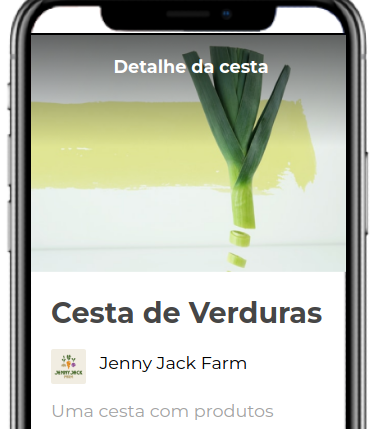 Detalhe da cesta
Cesta de Verduras
JENNY JACK
FARM
Jenny Jack Farm
Uma cesta com produtos